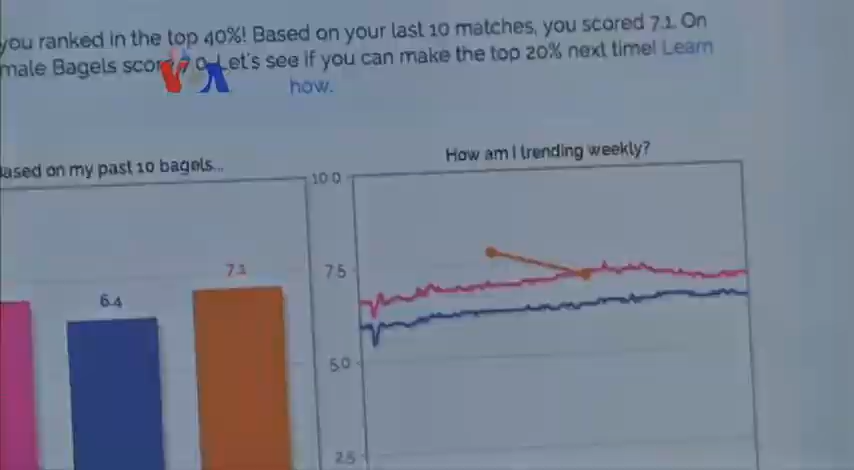 you ranked in the top 40%! Based on your last 10 matches, you scored 7.1. On
male Bagels Let's see if you can make the top 20% next time! Learn
how.
ased on my past 10 bagels...
How am I trending weekly?
10.0
7.5
5.0
2.5
6.4
7.1